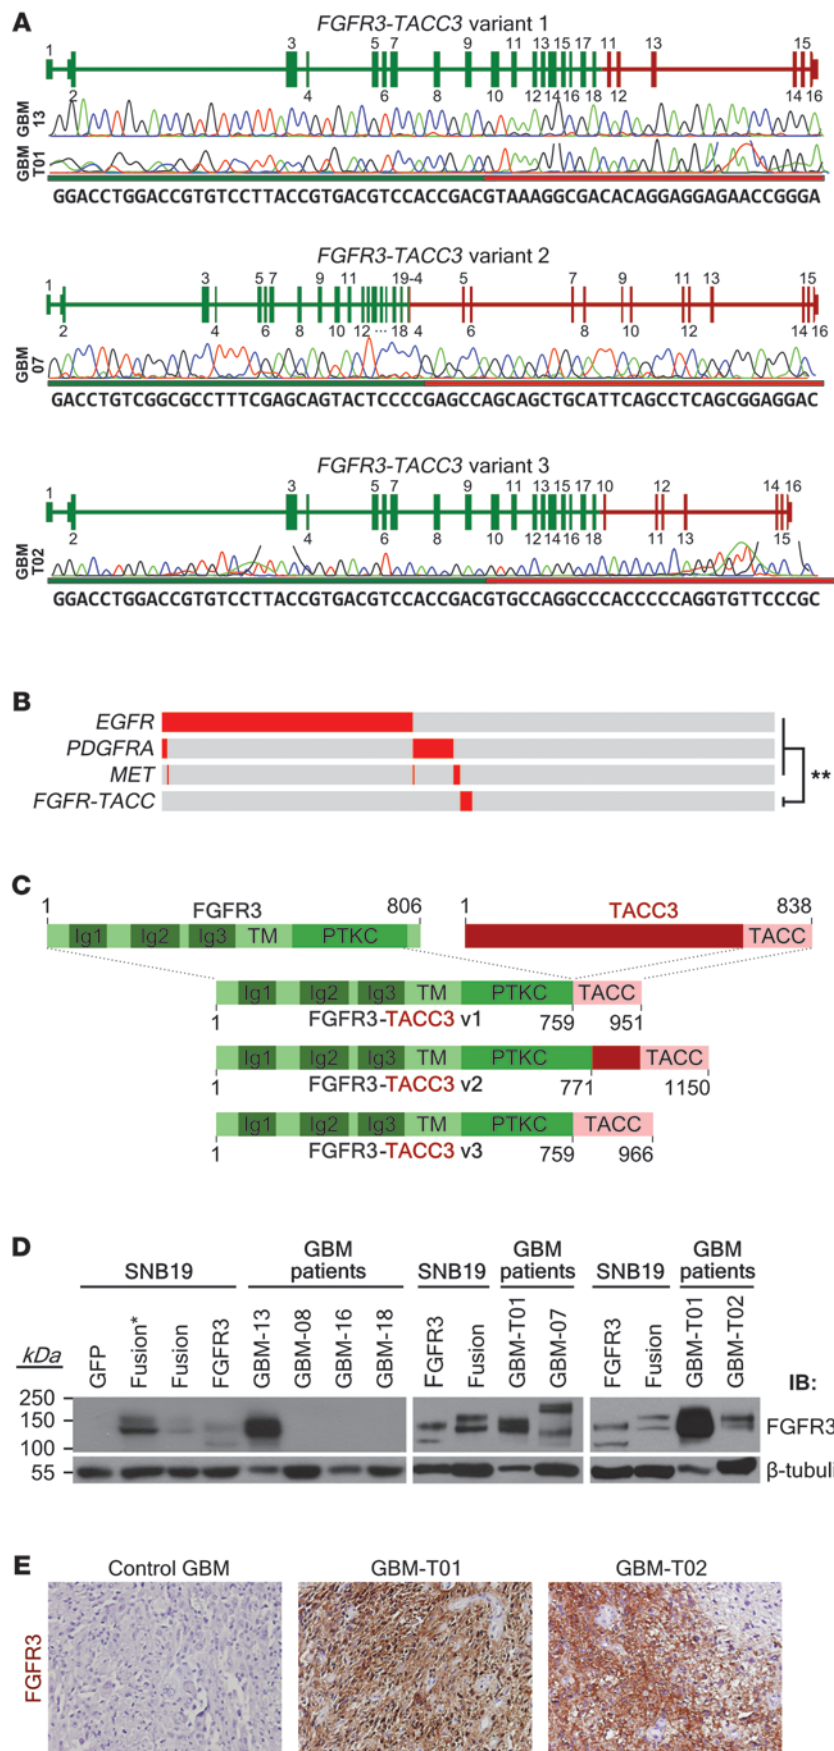 A
FGFR3-TACC3 variant 1
1 3 5 6 7 9 11 13 15 17 11 13 15
2 4 6 8 10 12 14 16 18 12 14 16
GBM 13
GBM T01
GGACCTGGACCGTGTCCTTACCGTGACGTCCACCGACGTAAAGGCGACACAGGAGGAGAACCGGGA
FGFR3-TACC3 variant 2
1 3 5 7 9 11 19-4 5 7 9 11 13 15
2 4 6 8 10 12 ... 18 4 6 8 10 12 14 16
GBM 07
GACCTGTCGGCGCCTTTCGAGCAGTACTCCCCGAGCCAGCAGCTGCATTCAGCCTCAGCGGAGGAC
FGFR3-TACC3 variant 3
1 3 5 7 9 11 13 15 17 10 12 14 16
2 4 6 8 10 12 14 16 18 11 13 15
GBM T02
GGACCTGGACCGTGTCCTTACCGTGACGTCCACCGACGTGCCAGGCCCACCCCCAGGTGTTCCCGC
B
EGFR
PDGFRA
MET
FGFR-TACC
**
C
1 FGFR3 806 1 TACC3 838
Ig1 Ig2 Ig3 TM PTKC TACC
Ig1 Ig2 Ig3 TM PTKC TACC
1 FGFR3-TACC3 v1 759 951
Ig1 Ig2 Ig3 TM PTKC TACC
1 FGFR3-TACC3 v2 771 1150
Ig1 Ig2 Ig3 TM PTKC TACC
1 FGFR3-TACC3 v3 759 966
D
SNB19 GBM patients SNB19 GBM patients SNB19 GBM patients
kDa GFP Fusion* Fusion FGFR3 GBM-13 GBM-08 GBM-16 GBM-18 FGFR3 Fusion GBM-T01 GBM-07 FGFR3 Fusion GBM-T01 GBM-T02 IB:
250
150 FGFR3
100
55 β-tubuli
E
Control GBM GBM-T01 GBM-T02
FGFR3